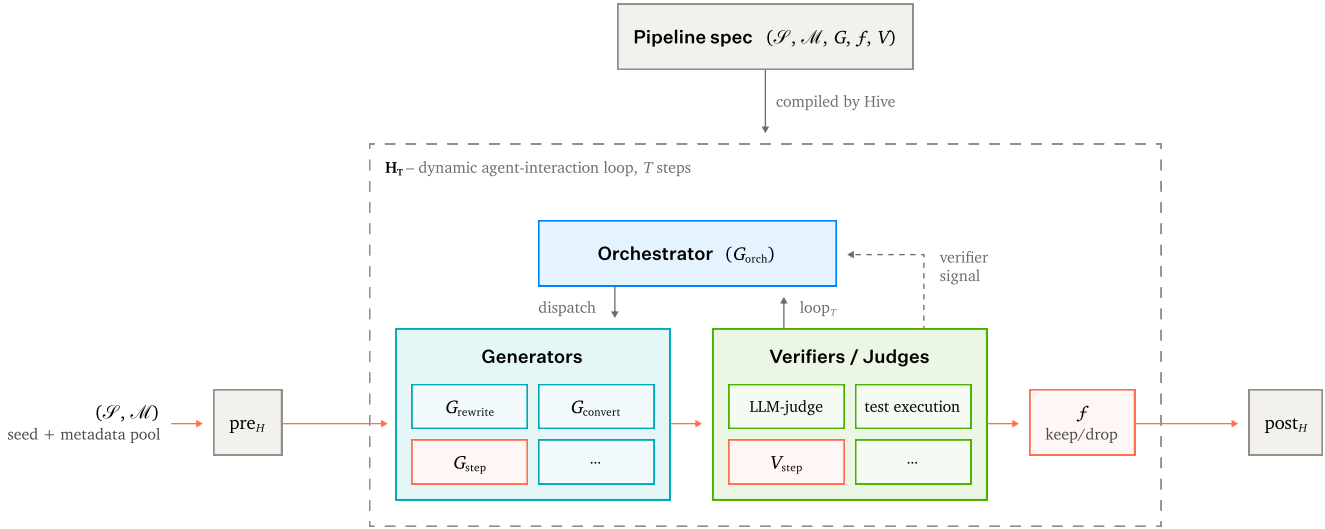 Pipeline spec (𝒮, ℳ, G, f, V)
compiled by Hive
H_T – dynamic agent-interaction loop, T steps
Orchestrator (G_orch)
verifier
signal
dispatch
loop_T
Generators
Verifiers / Judges
G_rewrite
G_convert
LLM-judge
test execution
(𝒮, ℳ)
seed + metadata pool
pre_H
f
keep/drop
post_H
G_step
...
V_step
...